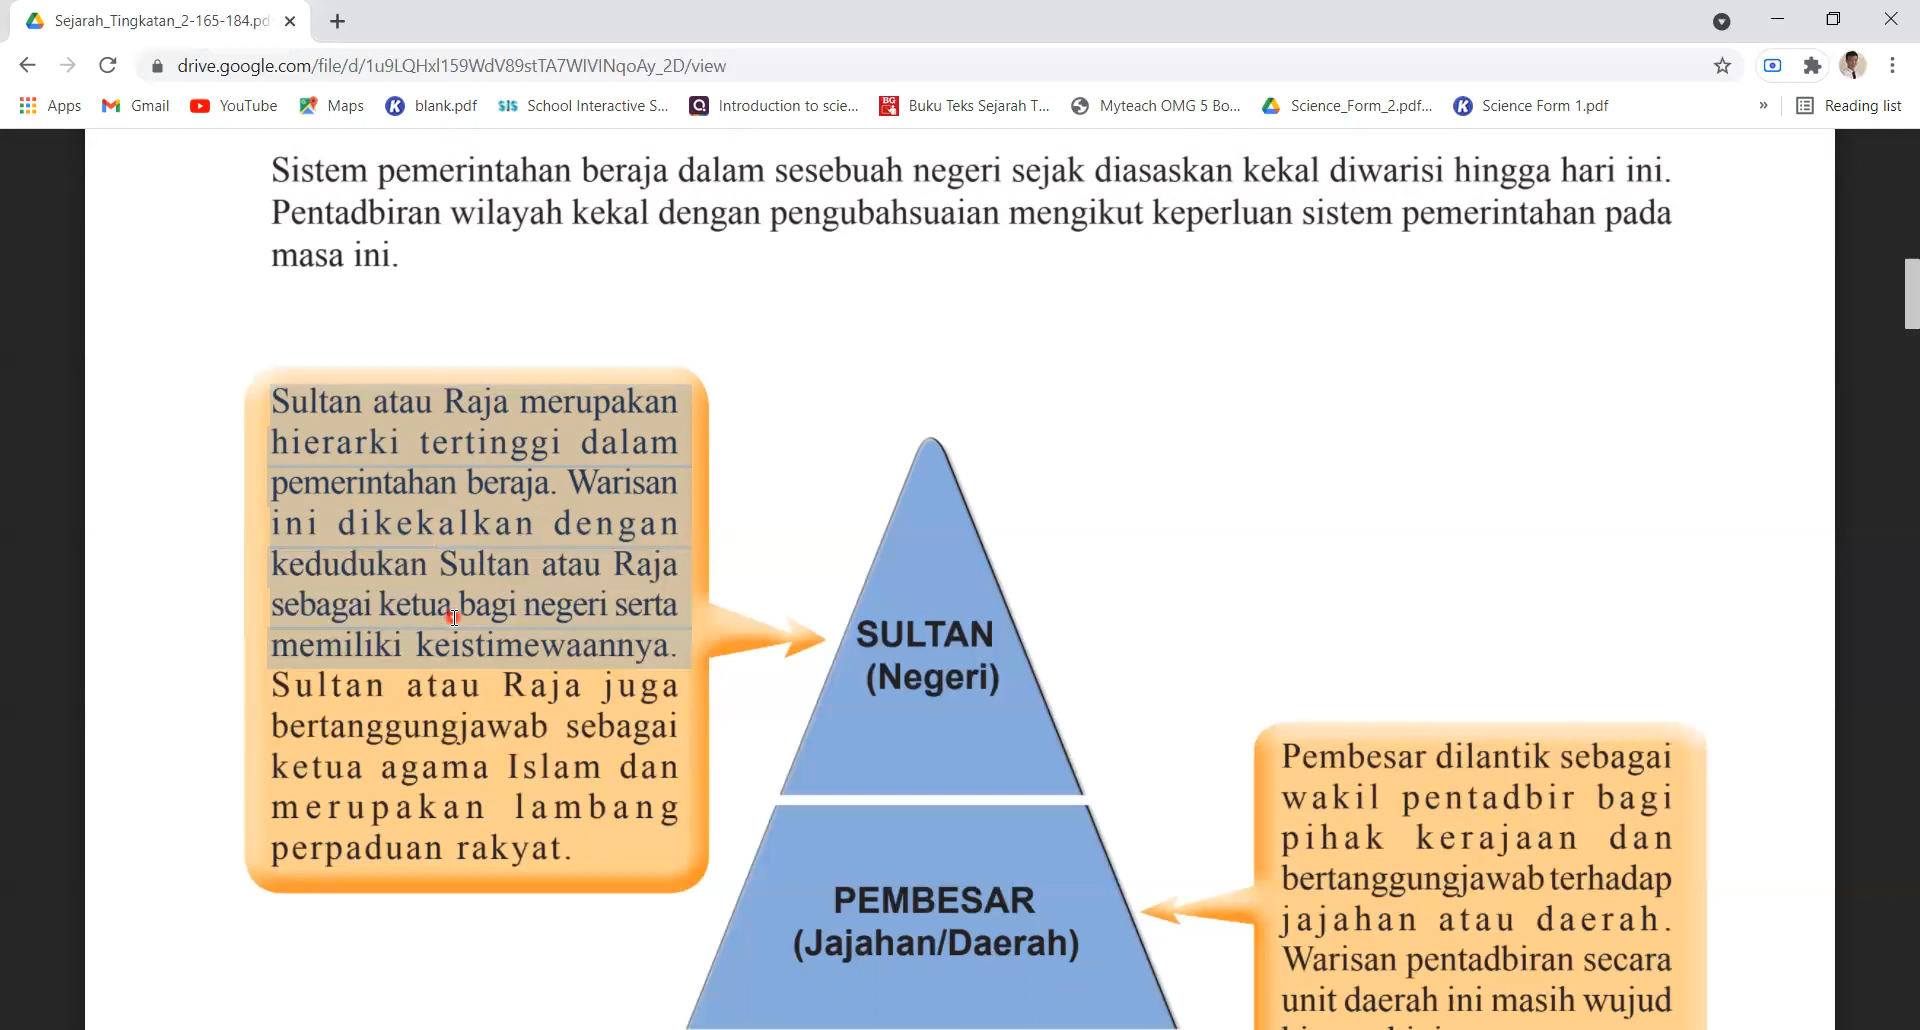 Sejarah_Tingkatan_2-165-184.pd
drive.google.com/file/d/1u9LQHxl159WdV89stTA7WlVlNqoAy_2D/view
Apps
Gmail
YouTube
Maps
blank.pdf
SIS School Interactive S...
Introduction to scie...
BG Buku Teks Sejarah T...
Myteach OMG 5 Bo...
Science_Form_2.pdf...
Science Form 1.pdf
»
Reading list
Sistem pemerintahan beraja dalam sesebuah negeri sejak diasaskan kekal diwarisi hingga hari ini.
Pentadbiran wilayah kekal dengan pengubahsuaian mengikut keperluan sistem pemerintahan pada
masa ini.
Sultan atau Raja merupakan
hierarki tertinggi dalam
pemerintahan beraja. Warisan
ini dikekalkan dengan
kedudukan Sultan atau Raja
sebagai ketua bagi negeri serta
memiliki keistimewaannya.
Sultan atau Raja juga
bertanggungjawab sebagai
ketua agama Islam dan
merupakan lambang
perpaduan rakyat.
SULTAN
(Negeri)
PEMBESAR
(Jajahan/Daerah)
Pembesar dilantik sebagai
wakil pentadbir bagi
pihak kerajaan dan
bertanggungjawab terhadap
jajahan atau daerah.
Warisan pentadbiran secara
unit daerah ini masih wujud